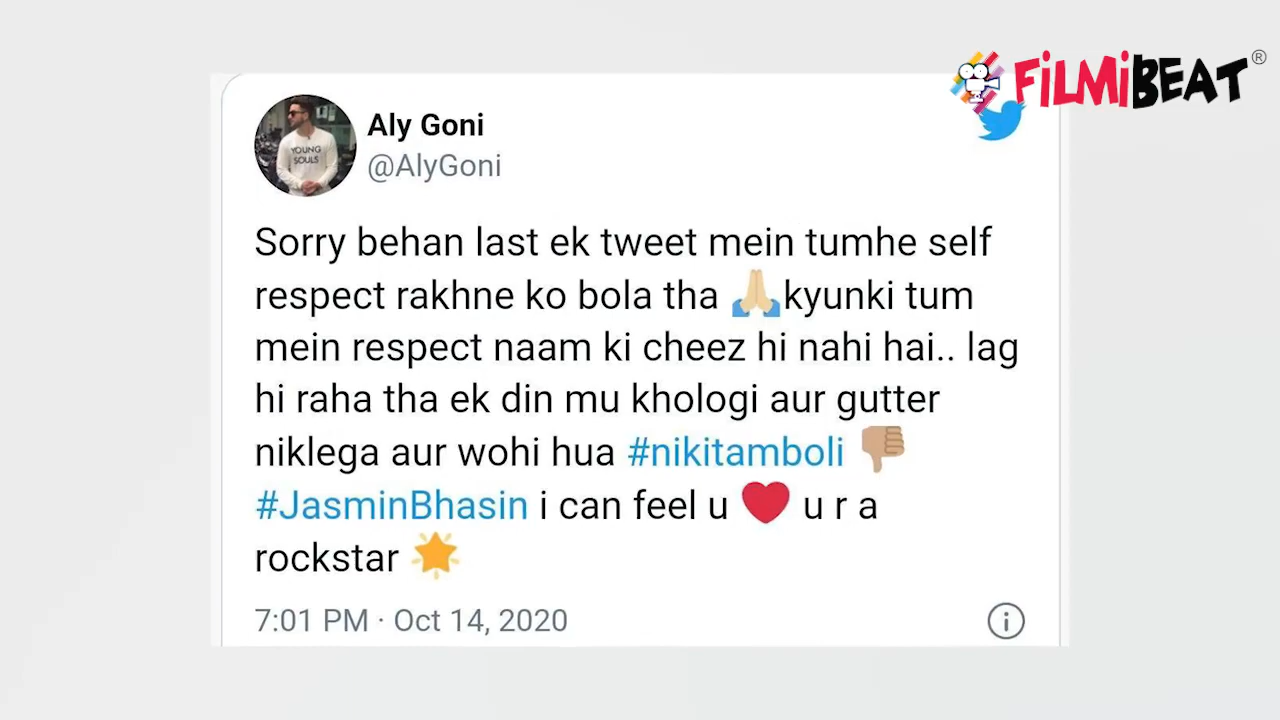 FiLMiBEAT®
Aly Goni
@AlyGoni
YOUNG
SOULS
Sorry behan last ek tweet mein tumhe self
respect rakhne ko bola tha 🙏🏼kyunki tum
mein respect naam ki cheez hi nahi hai.. lag
hi raha tha ek din mu khologi aur gutter
niklega aur wohi hua #nikitamboli 👎🏽
#JasminBhasin i can feel u ❤️ u r a
rockstar 🌟
7:01 PM · Oct 14, 2020